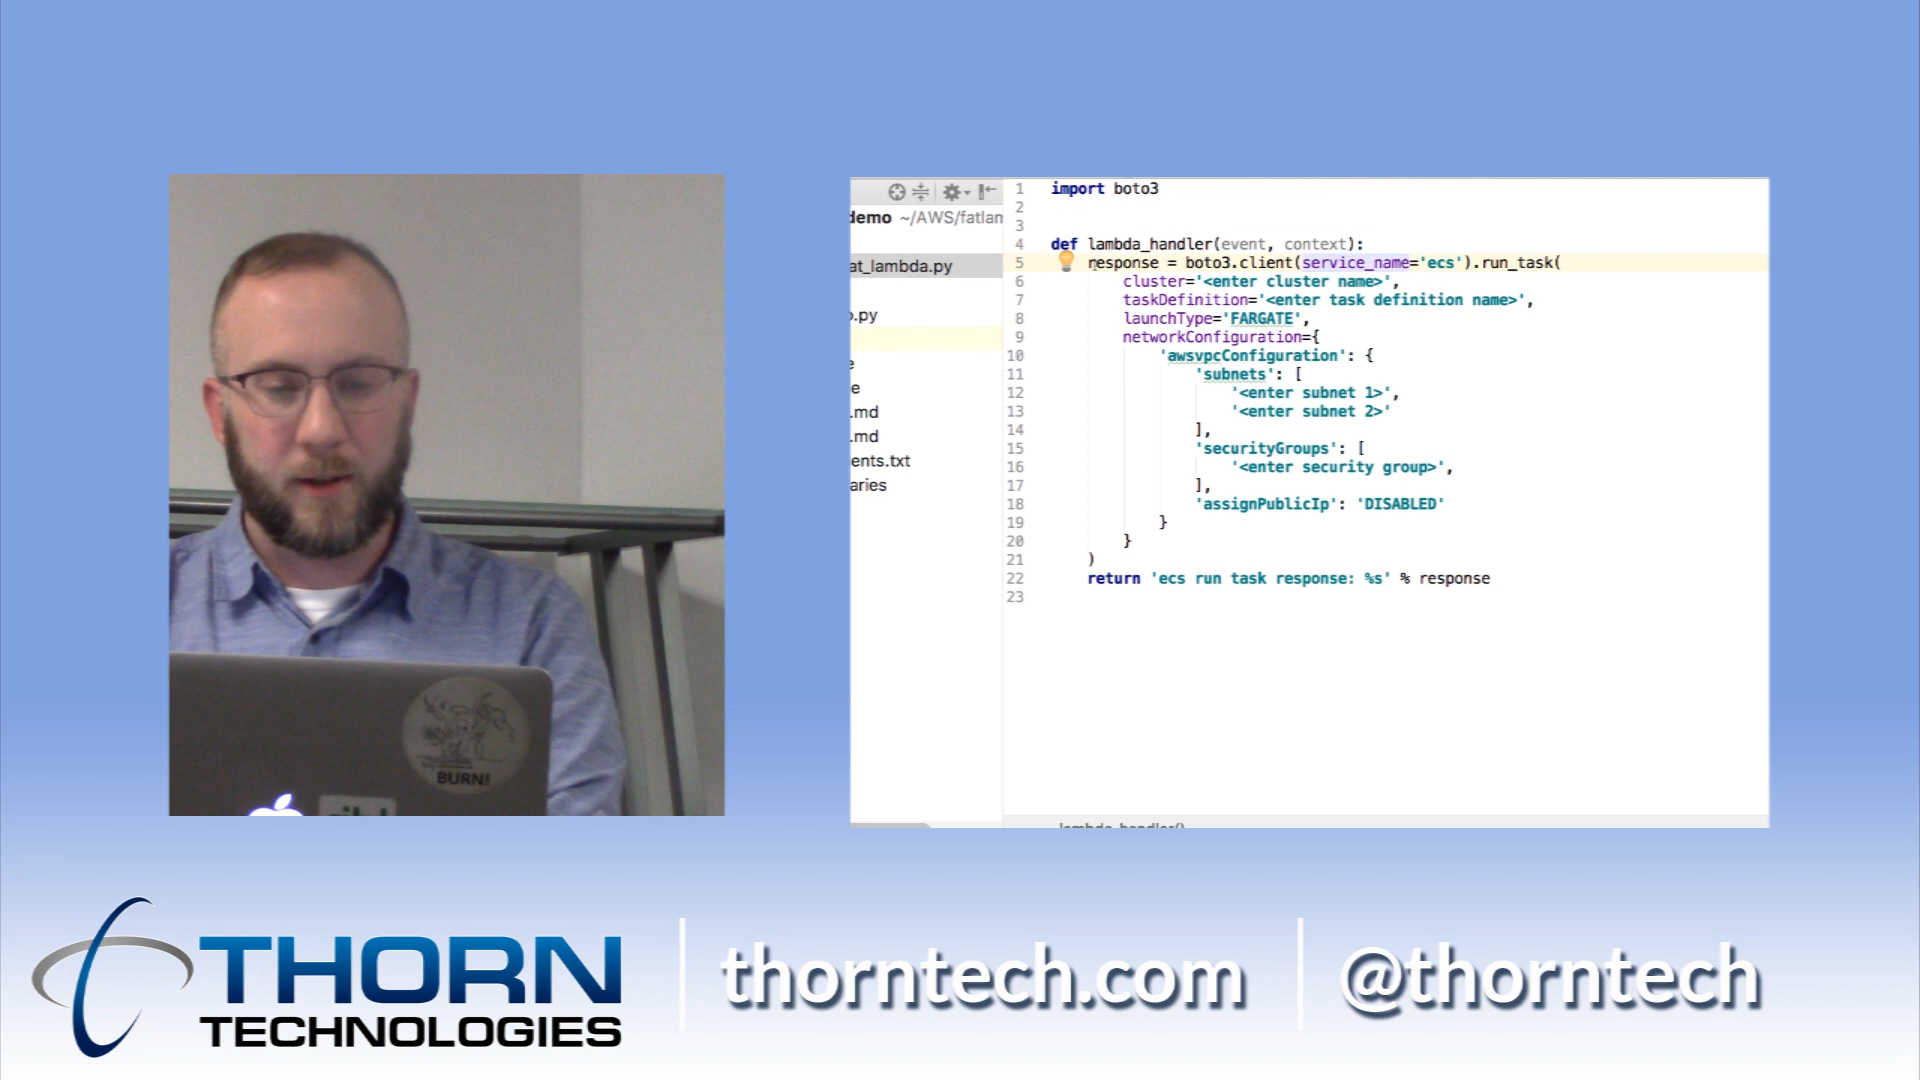 BURN!
demo ~/AWS/fatlam
at_lambda.py
.py
e
e
.md
.md
ents.txt
aries
1 import boto3
2
3
4 def lambda_handler(event, context):
5 response = boto3.client(service_name='ecs').run_task(
6 cluster='<enter cluster name>',
7 taskDefinition='<enter task definition name>',
8 launchType='FARGATE',
9 networkConfiguration={
10 'awsvpcConfiguration': {
11 'subnets': [
12 '<enter subnet 1>',
13 '<enter subnet 2>'
14 ],
15 'securityGroups': [
16 '<enter security group>',
17 ],
18 'assignPublicIp': 'DISABLED'
19 }
20 }
21 )
22 return 'ecs run task response: %s' % response
23
lambda_handler()
THORN
TECHNOLOGIES
thorntech.com
@thorntech